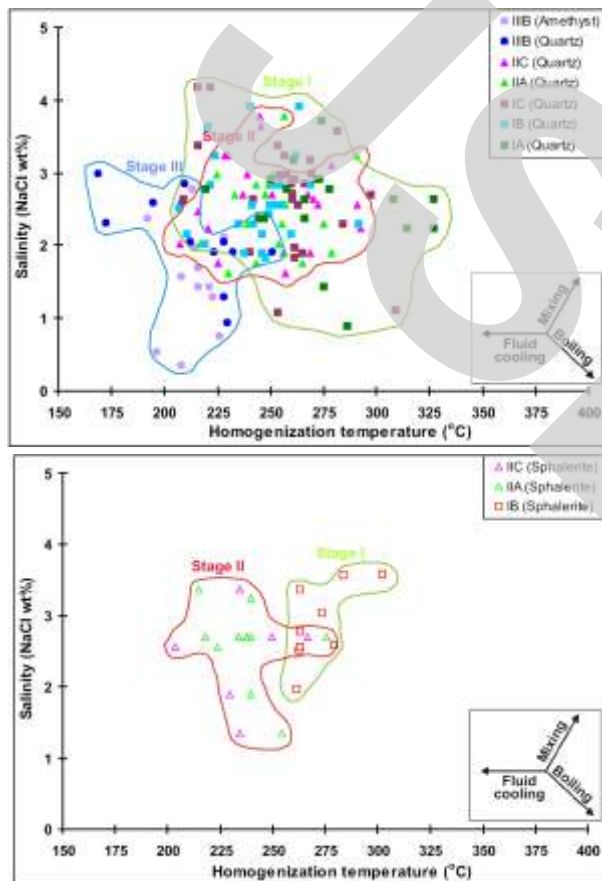 5
4
3
2
1
0
Salinity (NaCl wt%)
Stage I
Stage II
Stage III
IIIB (Amethyst)
IIIB (Quartz)
IIC (Quartz)
IIA (Quartz)
IC (Quartz)
IB (Quartz)
IA (Quartz)
Mixing
Boiling
Fluid
cooling
150 175 200 225 250 275 300 325 350 375 400
Homogenization temperature (°C)
5
4
3
2
1
0
Salinity (NaCl wt%)
IIC (Sphalerite)
IIA (Sphalerite)
IB (Sphalerite)
Stage I
Stage II
Mixing
Boiling
Fluid
cooling
150 175 200 225 250 275 300 325 350 375 400
Homogenization temperature (°C)